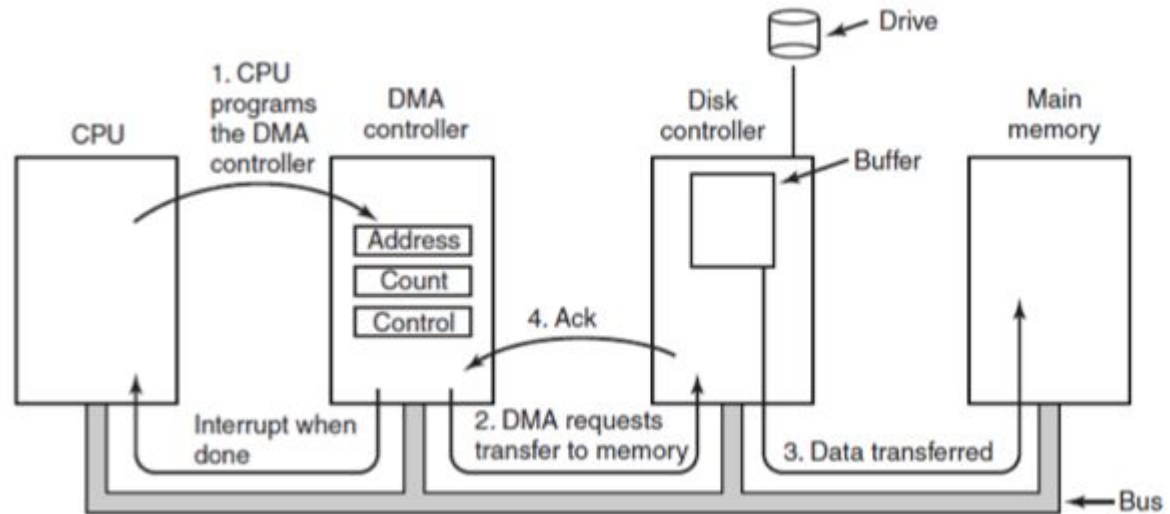 Drive
1. CPU
programs
the DMA
controller
CPU
DMA
controller
Disk
controller
Main
memory
Buffer
Address
Count
Control
4. Ack
Interrupt when
done
2. DMA requests
transfer to memory
3. Data transferred
Bus